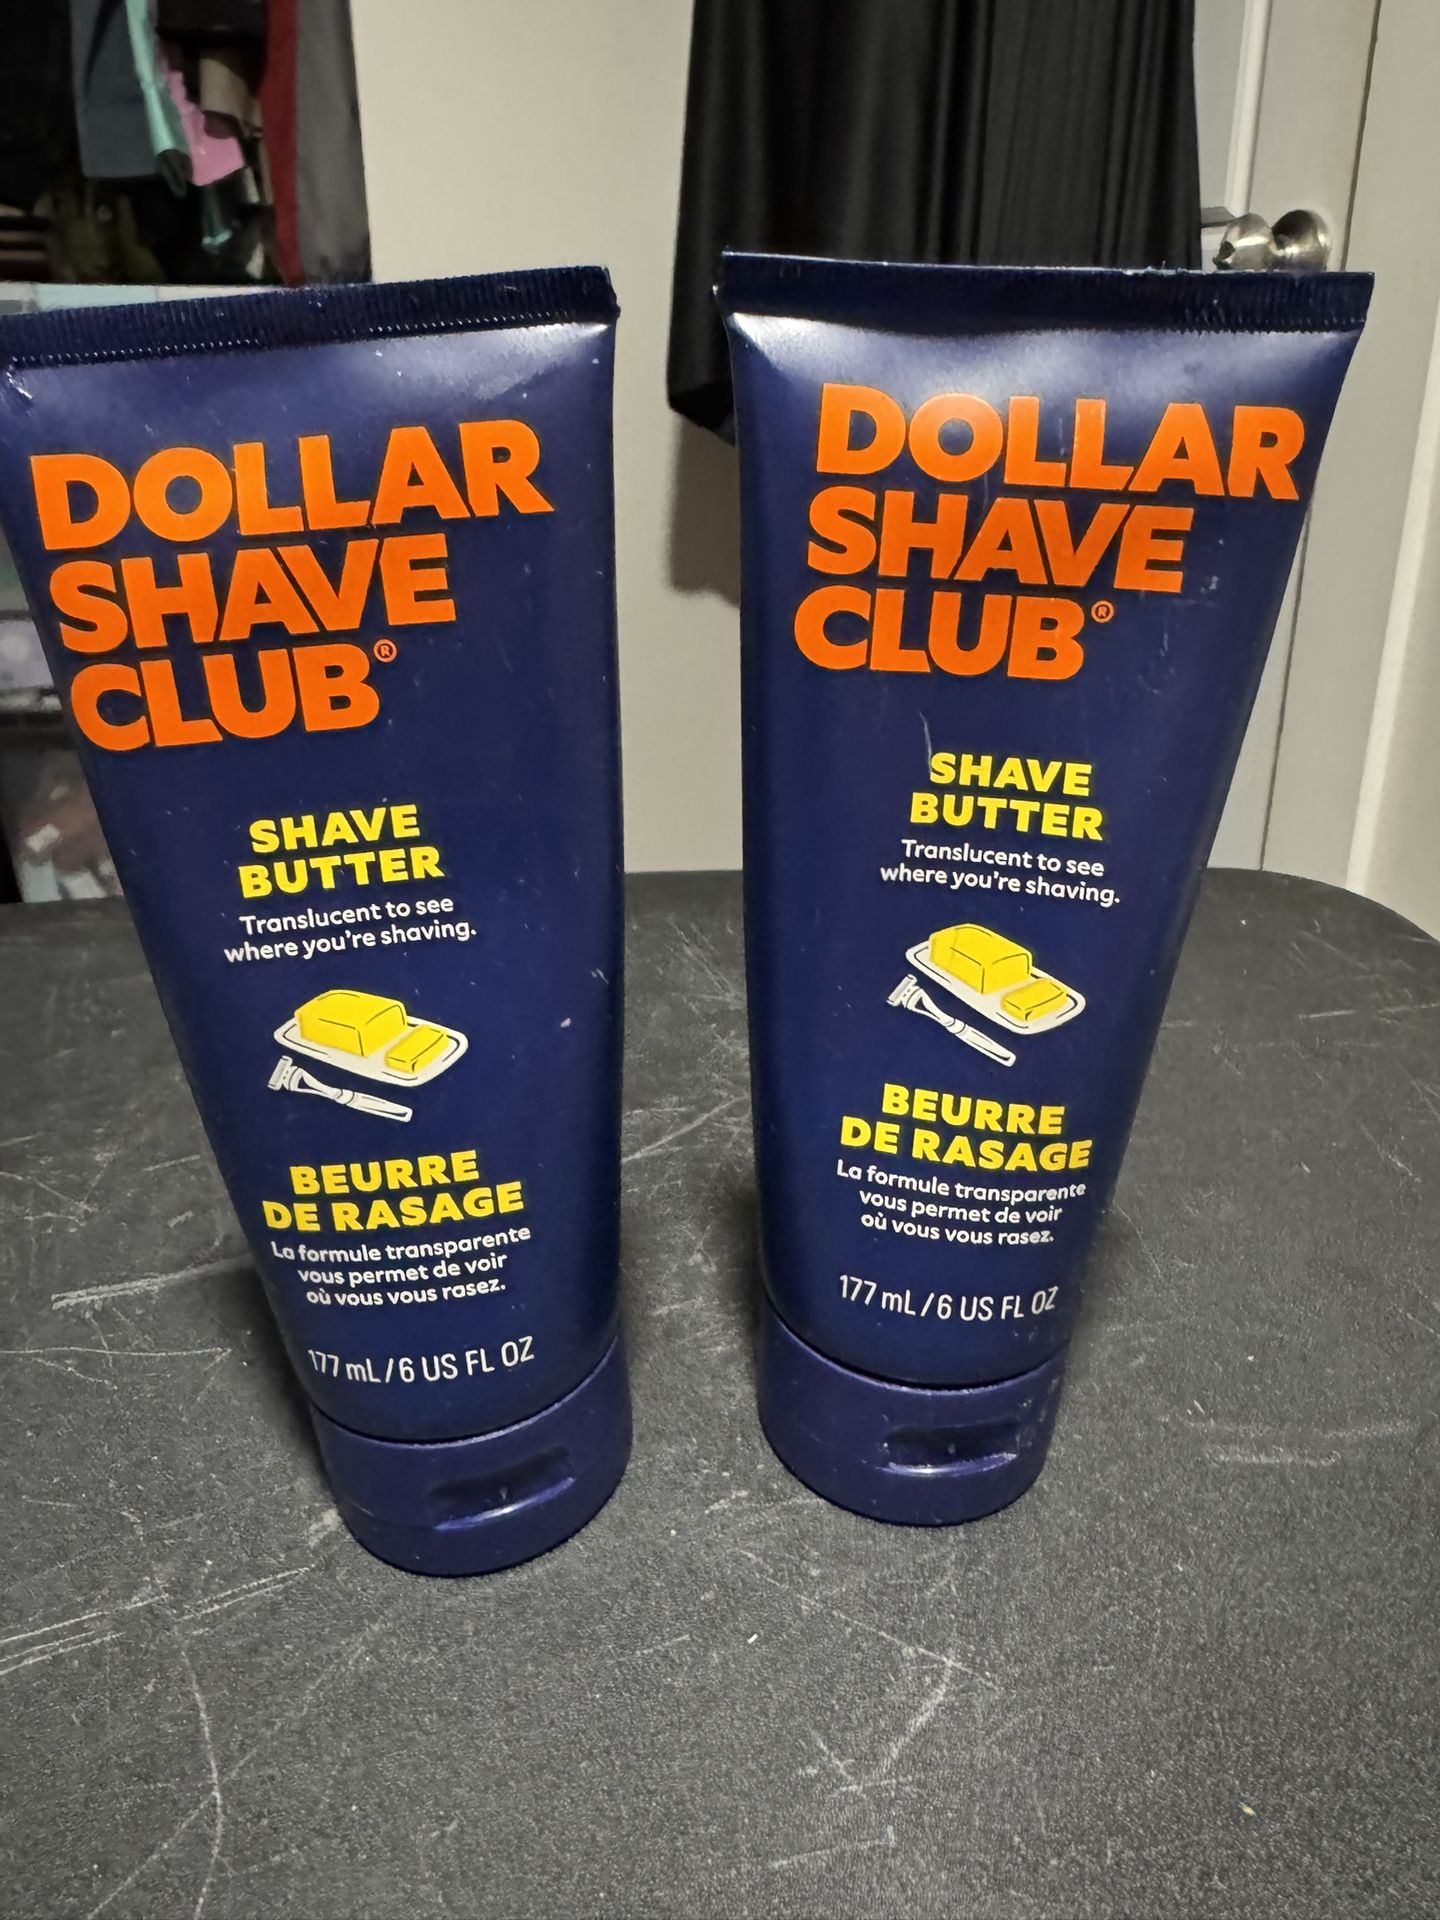 DOLLAR
SHAVE
CLUB®
SHAVE
BUTTER
Translucent to see
where you're shaving.
BEURRE
DE RASAGE
La formule transparente
vous permet de voir
où vous vous rasez.
177 mL/6 US FL OZ
DOLLAR
SHAVE
CLUB®
SHAVE
BUTTER
Translucent to see
where you're shaving.
BEURRE
DE RASAGE
La formule transparente
vous permet de voir
où vous vous rasez.
177 mL/6 US FL OZ